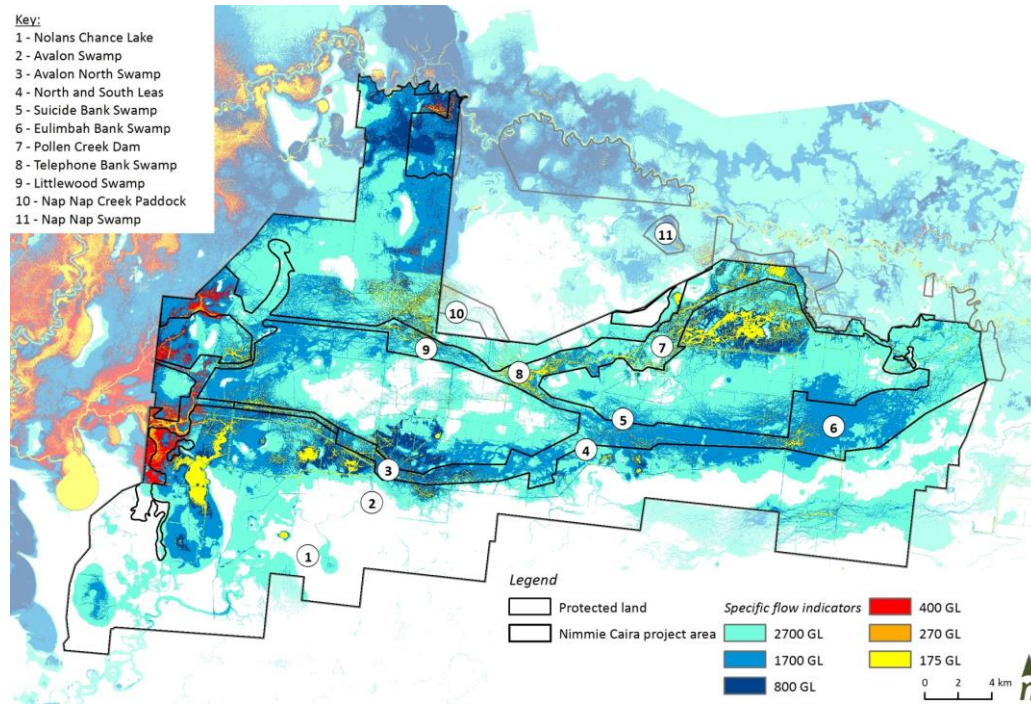 Key:
1 - Nolans Chance Lake
2 - Avalon Swamp
3 - Avalon North Swamp
4 - North and South Leas
5 - Suicide Bank Swamp
6 - Eulimbah Bank Swamp
7 - Pollen Creek Dam
8 - Telephone Bank Swamp
9 - Littlewood Swamp
10 - Nap Nap Creek Paddock
11 - Nap Nap Swamp
11
10
9
7
8
5
6
4
3
2
1
Legend
Protected land
Nimmie Caira project area
Specific flow indicators
2700 GL
1700 GL
800 GL
400 GL
270 GL
175 GL
0 2 4 km
n